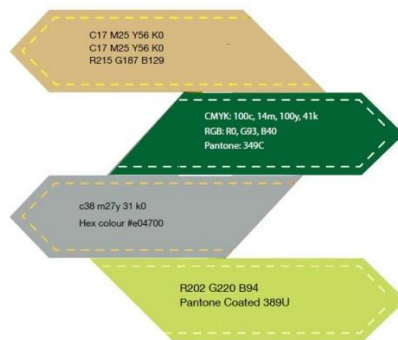 C17 M25 Y56 K0
C17 M25 Y56 K0
R215 G187 B129
CMYK: 100c, 14m, 100y, 41k
RGB: R0, G93, B40
Pantone: 349C
c38 m27y 31 k0
Hex colour #e04700
R202 G220 B94
Pantone Coated 389U